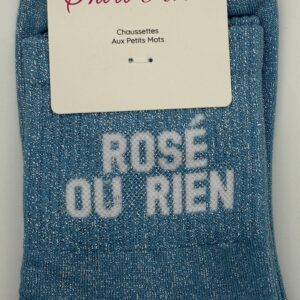 Chaussettes
Aux Petits Mots
ROSÉ
OU RIEN